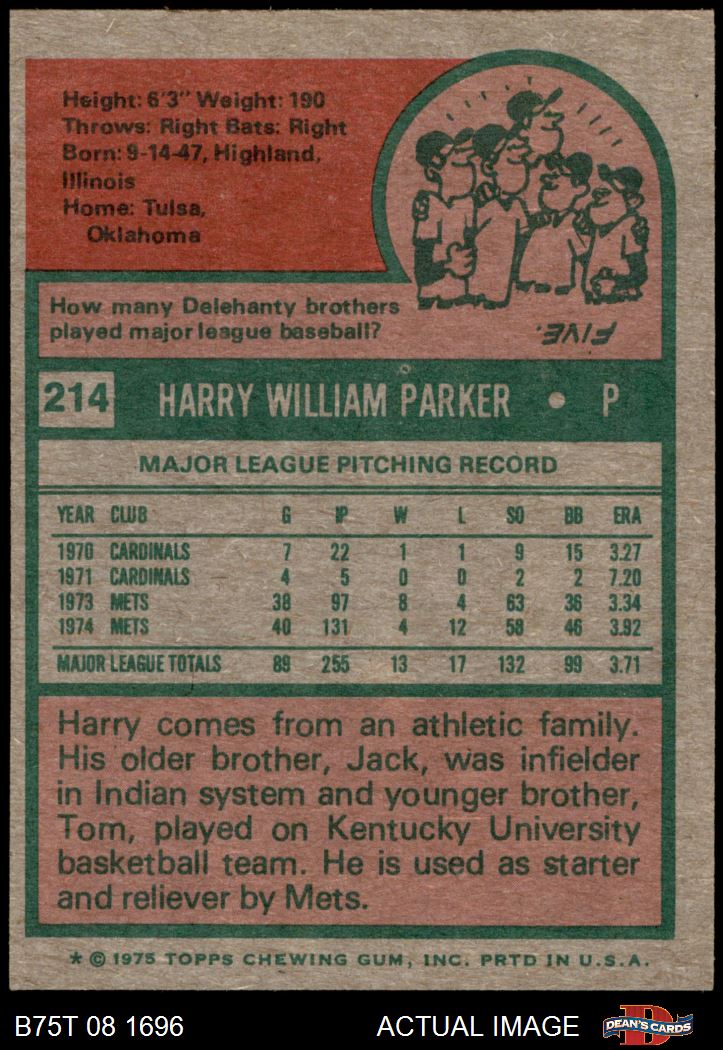 Height: 6'3" Weight: 190
Throws: Right Bats: Right
Born: 9-14-47, Highland,
Illinois
Home: Tulsa,
Oklahoma
How many Delehanty brothers
played major league baseball?
FIVE.
214 HARRY WILLIAM PARKER • P
MAJOR LEAGUE PITCHING RECORD
YEAR CLUB G IP W L SO BB ERA
1970 CARDINALS 7 22 1 1 9 15 3.27
1971 CARDINALS 4 5 0 0 2 2 7.20
1973 METS 38 97 8 4 63 36 3.34
1974 METS 40 131 4 12 58 46 3.92
MAJOR LEAGUE TOTALS 89 255 13 17 132 99 3.71
Harry comes from an athletic family.
His older brother, Jack, was infielder
in Indian system and younger brother,
Tom, played on Kentucky University
basketball team. He is used as starter
and reliever by Mets.
* © 1975 TOPPS CHEWING GUM, INC. PRTD IN U.S.A.
B75T 08 1696 ACTUAL IMAGE DEAN'S CARDS